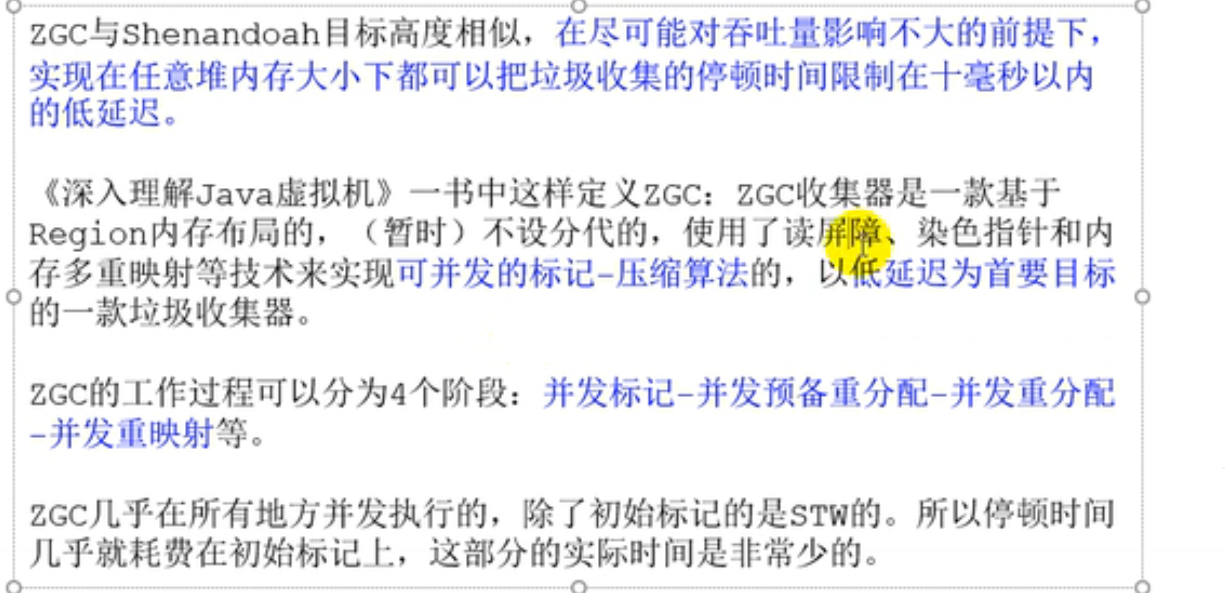 ZGC与Shenandoah目标高度相似，在尽可能对吞吐量影响不大的前提下，
实现在任意堆内存大小下都可以把垃圾收集的停顿时间限制在十毫秒以内
的低延迟。
《深入理解Java虚拟机》一书中这样定义ZGC：ZGC收集器是一款基于
Region内存布局的，（暂时）不设分代的，使用了读屏障、染色指针和内
存多重映射等技术来实现可并发的标记-压缩算法的，以低延迟为首要目标
的一款垃圾收集器。
ZGC的工作过程可以分为4个阶段：并发标记-并发预备重分配-并发重分配
-并发重映射等。
ZGC几乎在所有地方并发执行的，除了初始标记的是STW的。所以停顿时间
几乎就耗费在初始标记上，这部分的实际时间是非常少的。